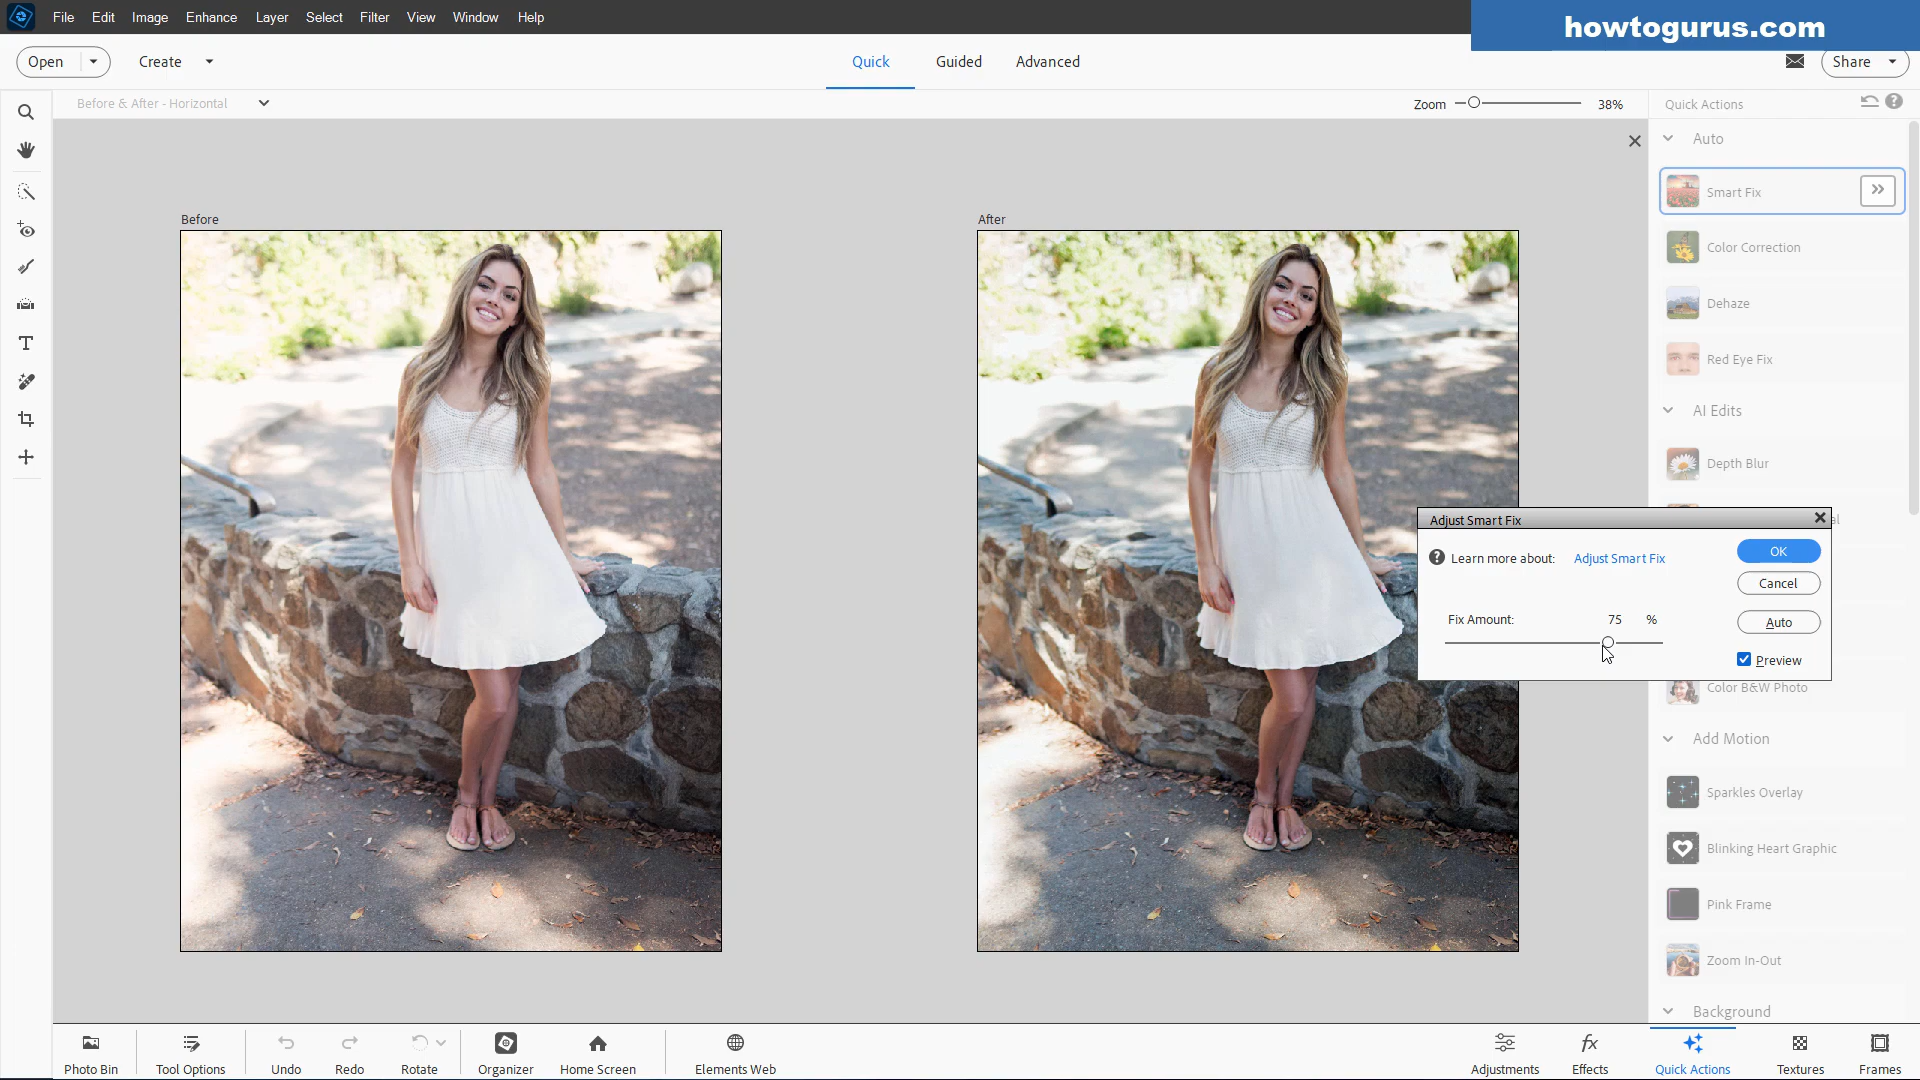 File Edit Image Enhance Layer Select Filter View Window Help
howtogurus.com
Open Create Quick Guided Advanced Share
Before & After - Horizontal Zoom 38% Quick Actions
Auto
Smart Fix
Color Correction
Dehaze
Red Eye Fix
AI Edits
Depth Blur
Before After
Adjust Smart Fix
Learn more about: Adjust Smart Fix
OK
Cancel
Fix Amount: 75 %
Auto
Preview
Color B&W Photo
Add Motion
Sparkles Overlay
Blinking Heart Graphic
Pink Frame
Zoom In-Out
Background
Photo Bin Tool Options Undo Redo Rotate Organizer Home Screen Elements Web Adjustments Effects Quick Actions Textures Frames